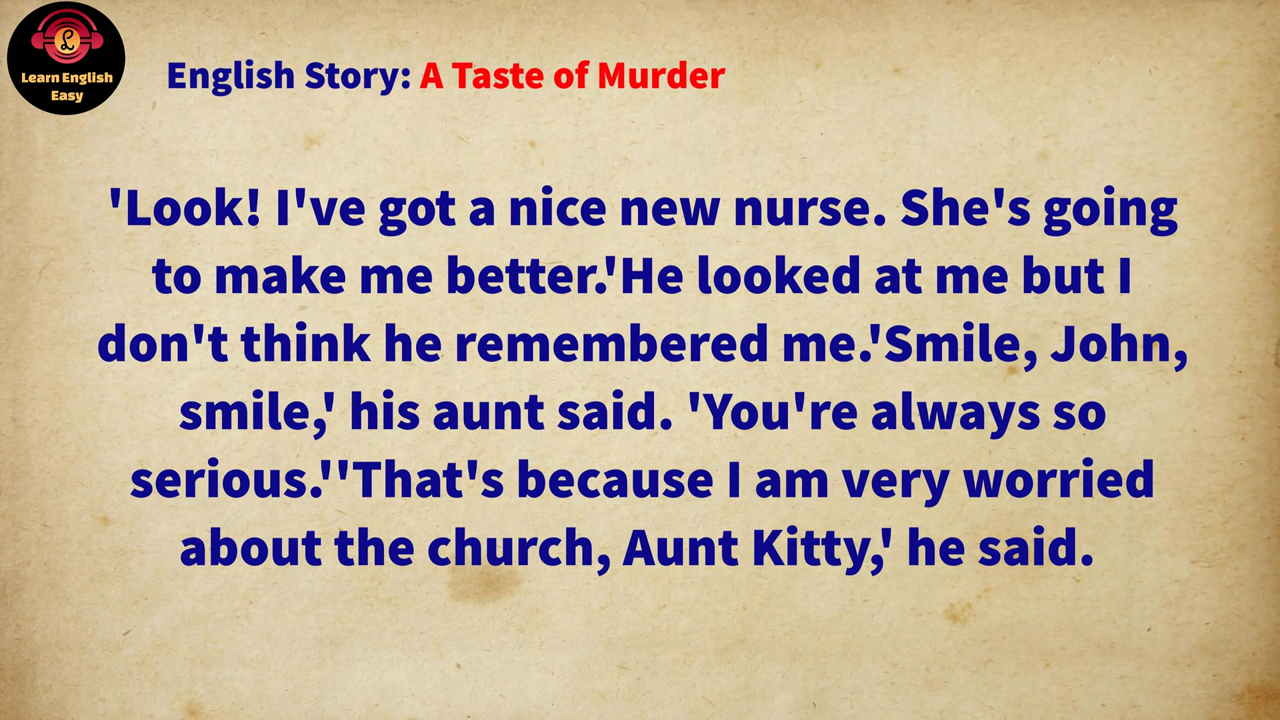 Learn English
Easy
English Story: A Taste of Murder
'Look! I've got a nice new nurse. She's going
to make me better.'He looked at me but I
don't think he remembered me.'Smile, John,
smile,' his aunt said. 'You're always so
serious.''That's because I am very worried
about the church, Aunt Kitty,' he said.